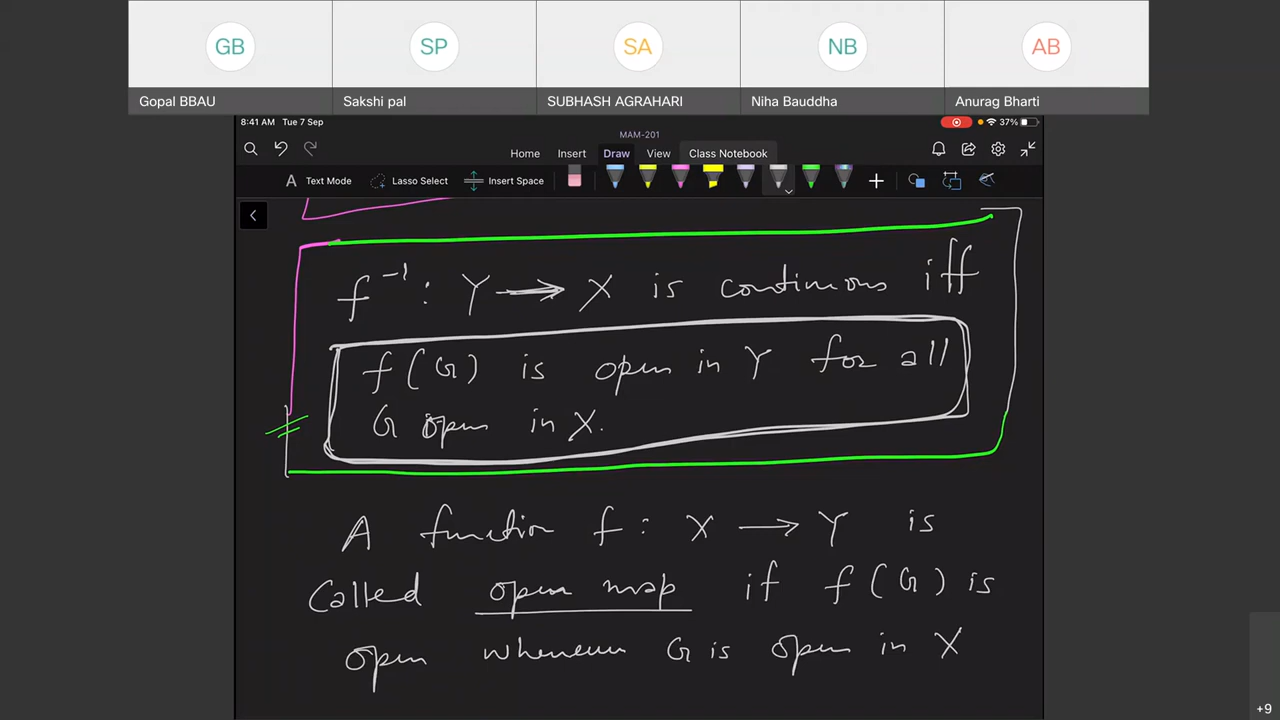 GB
SP
SA
NB
AB
Gopal BBAU
Sakshi pal
SUBHASH AGRAHARI
Niha Bauddha
Anurag Bharti
8:41 AM Tue 7 Sep
37%
MAM-201
Home Insert Draw View Class Notebook
A Text Mode Lasso Select Insert Space
f⁻¹ : Y → X is continuous iff
f(G) is open in Y for all
G open in X.
A function f : X → Y is
Called open map if f(G) is
open whenever G is open in X
+9